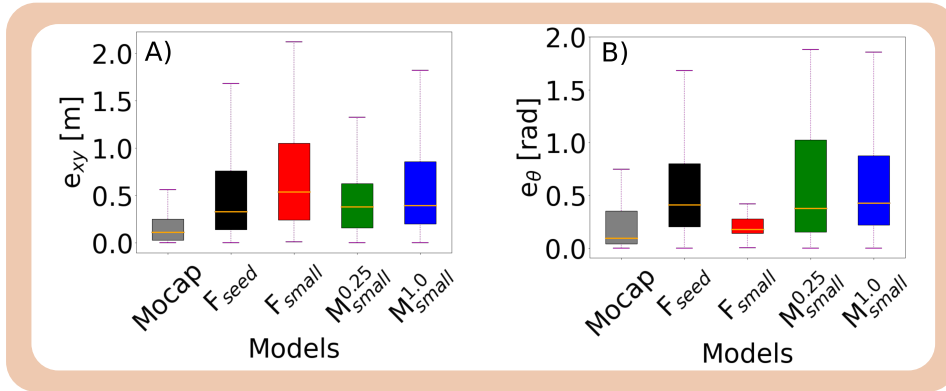 A)
2.0
1.5
1.0
0.5
0.0
e_xy [m]
Mocap
F_seed
F_small
M^0.25_small
M^1.0_small
Models
B)
2.0
1.5
1.0
0.5
0.0
e_θ [rad]
Mocap
F_seed
F_small
M^0.25_small
M^1.0_small
Models